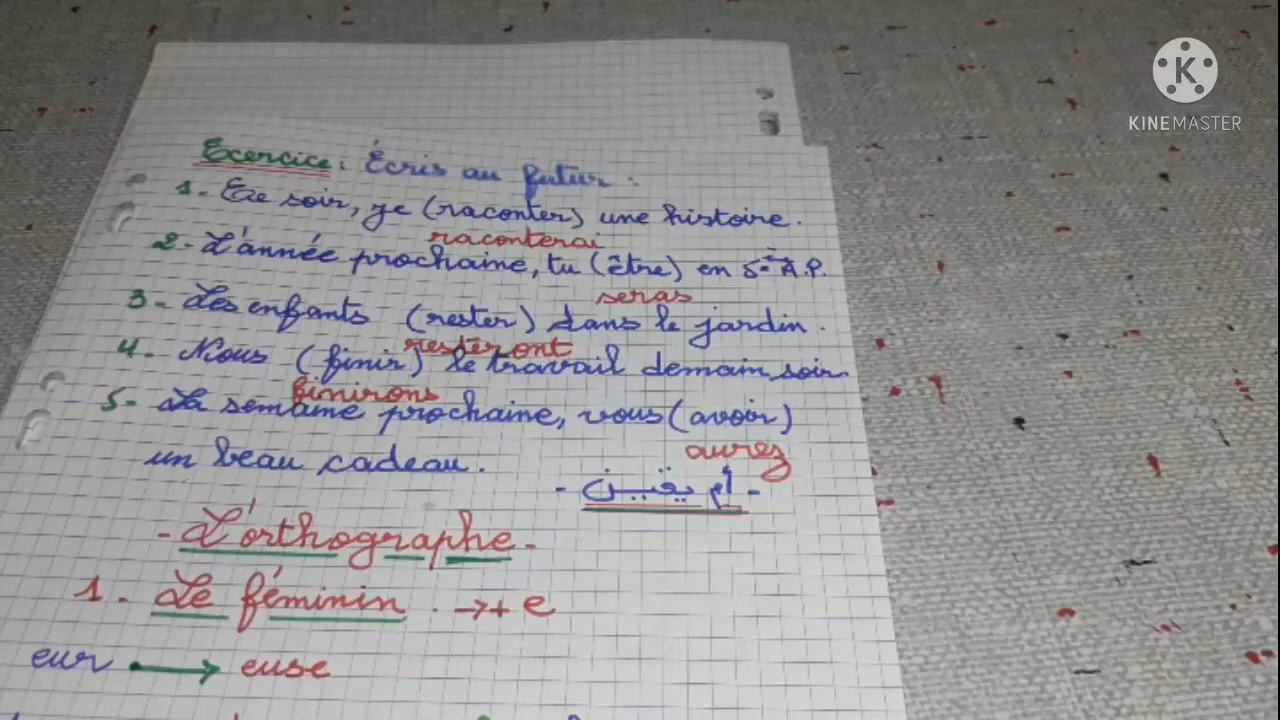 KINEMASTER
Exercice: Écris au futur.
1- Ce soir, je (raconter) une histoire.
raconterai
2- L'année prochaine, tu (être) en 5ème A.P.
seras
3- Les enfants (rester) dans le jardin.
resteront
4- Nous (finir) le travail demain soir.
finirons
5- La semaine prochaine, vous (avoir)
aurez
un beau cadeau.
- أم يقين -
- L'orthographe -
1. Le féminin. →+ e
eur → euse